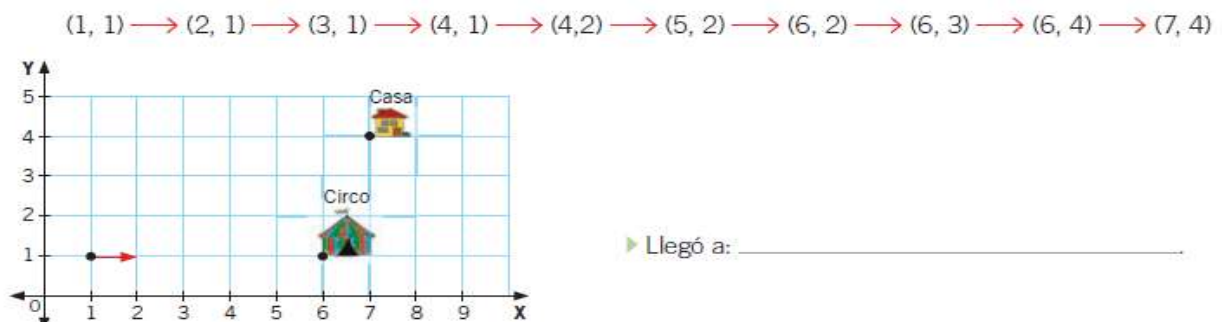 (1, 1) → (2, 1) → (3, 1) → (4, 1) → (4,2) → (5, 2) → (6, 2) → (6, 3) → (6, 4) → (7, 4)
Y
5
Casa
4
3
Circo
2
1
Llegó a: ______________________.
0 1 2 3 4 5 6 7 8 9 X